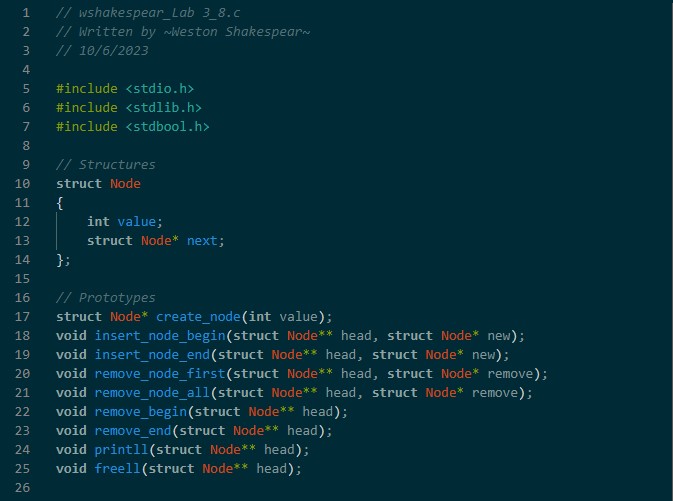 1 // wshakespear_Lab 3_8.c
2 // Written by ~Weston Shakespear~
3 // 10/6/2023
4
5 #include <stdio.h>
6 #include <stdlib.h>
7 #include <stdbool.h>
8
9 // Structures
10 struct Node
11 {
12     int value;
13     struct Node* next;
14 };
15
16 // Prototypes
17 struct Node* create_node(int value);
18 void insert_node_begin(struct Node** head, struct Node* new);
19 void insert_node_end(struct Node** head, struct Node* new);
20 void remove_node_first(struct Node** head, struct Node* remove);
21 void remove_node_all(struct Node** head, struct Node* remove);
22 void remove_begin(struct Node** head);
23 void remove_end(struct Node** head);
24 void printll(struct Node** head);
25 void freell(struct Node** head);
26